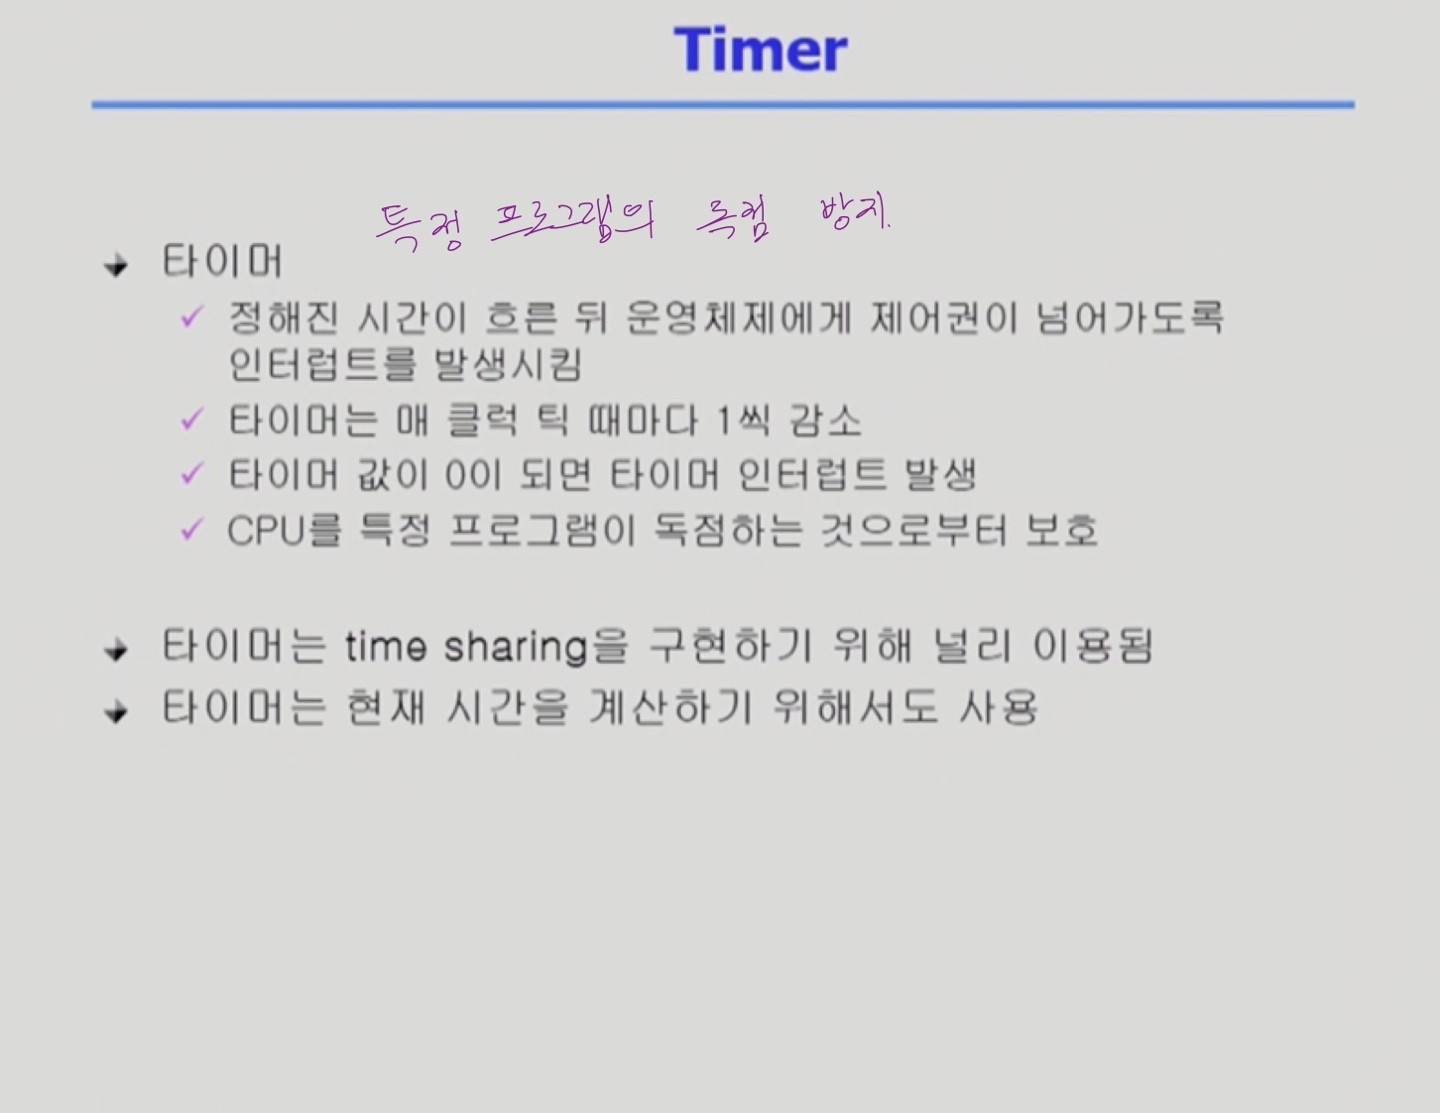 Timer
특정 프로그램의 독점 방지.
타이머
정해진 시간이 흐른 뒤 운영체제에게 제어권이 넘어가도록
인터럽트를 발생시킴
타이머는 매 클럭 틱 때마다 1씩 감소
타이머 값이 0이 되면 타이머 인터럽트 발생
CPU를 특정 프로그램이 독점하는 것으로부터 보호
타이머는 time sharing을 구현하기 위해 널리 이용됨
타이머는 현재 시간을 계산하기 위해서도 사용